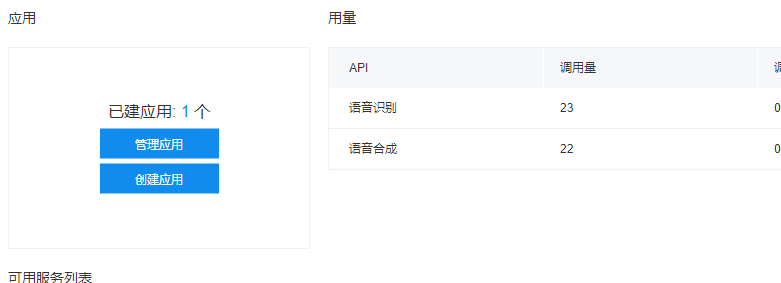 应用
用量
已建应用: 1 个
管理应用
创建应用
API 调用量
语音识别 23 0
语音合成 22 0
可用服务列表